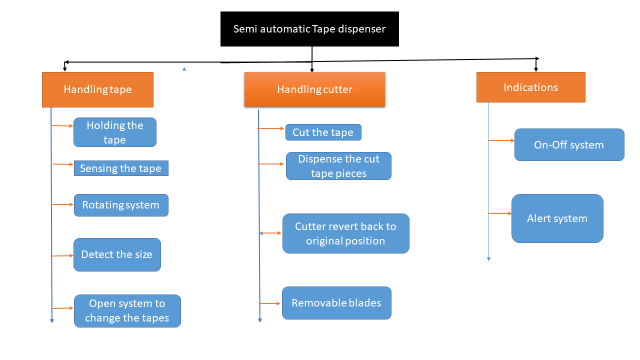 Semi automatic Tape dispenser
Handling tape
Holding the
tape
Sensing the tape
Rotating system
Detect the size
Open system to
change the tapes
Handling cutter
Cut the tape
Dispense the cut
tape pieces
Cutter revert back to
original position
Removable blades
Indications
On-Off system
Alert system